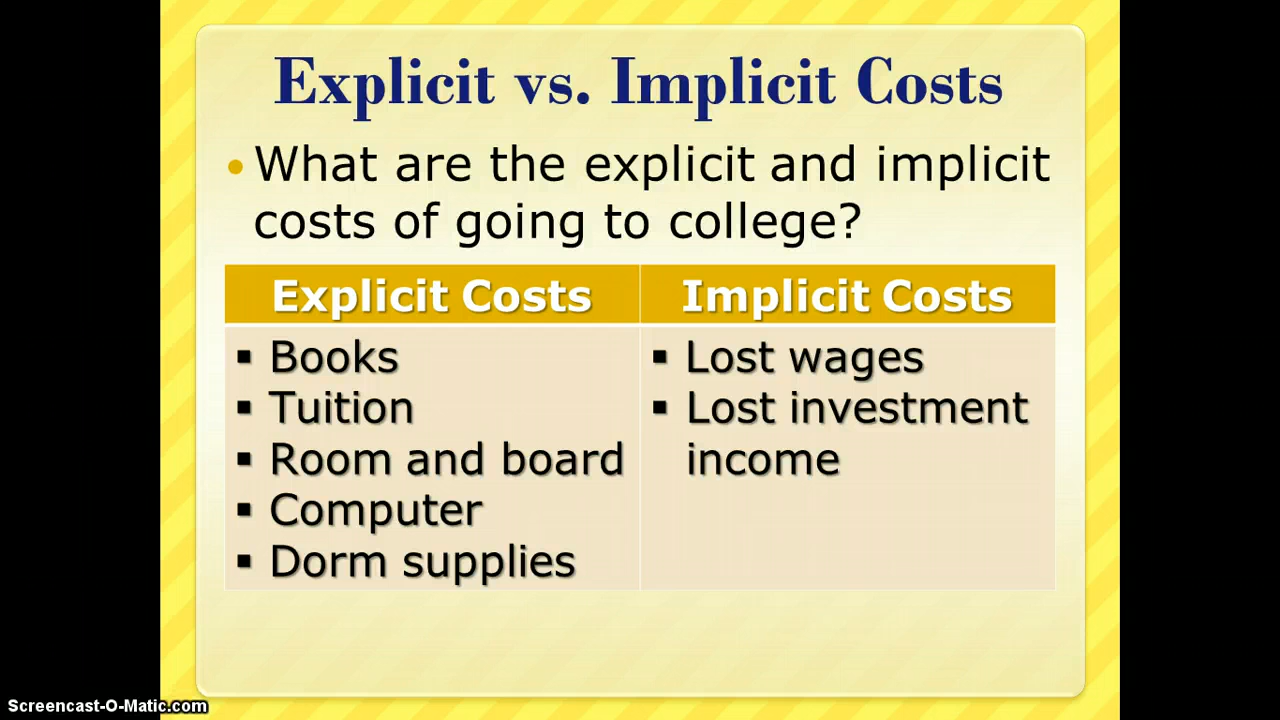 Explicit vs. Implicit Costs
• What are the explicit and implicit
costs of going to college?
Explicit Costs
▪ Books
▪ Tuition
▪ Room and board
▪ Computer
▪ Dorm supplies
Implicit Costs
▪ Lost wages
▪ Lost investment
income
Screencast-O-Matic.com